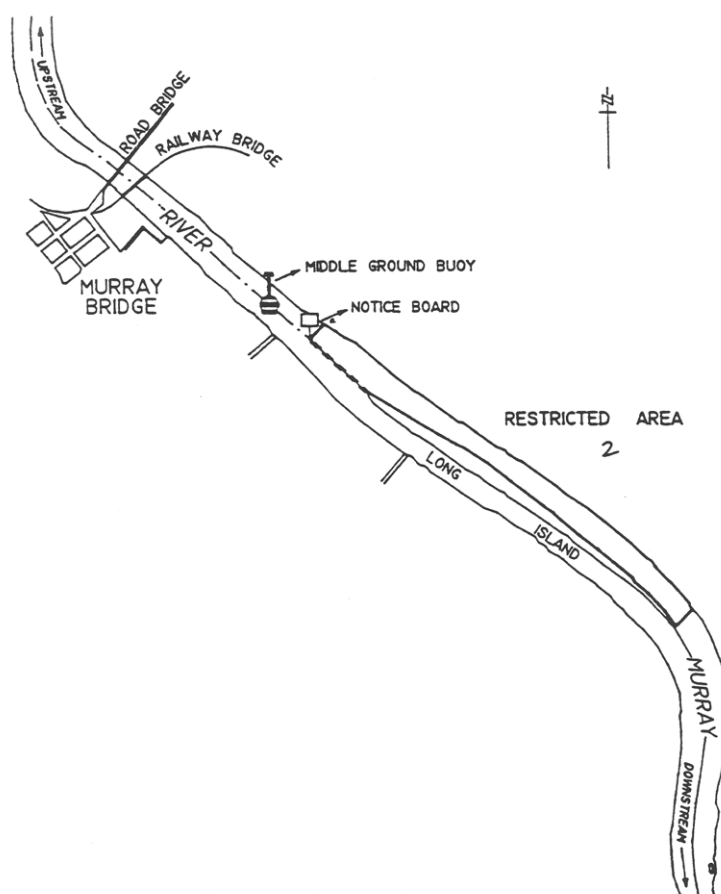 UPSTREAM
ROAD BRIDGE
RAILWAY BRIDGE
N
RIVER
MURRAY
BRIDGE
MIDDLE GROUND BUOY
NOTICE BOARD
RESTRICTED AREA
2
LONG
ISLAND
MURRAY
DOWNSTREAM